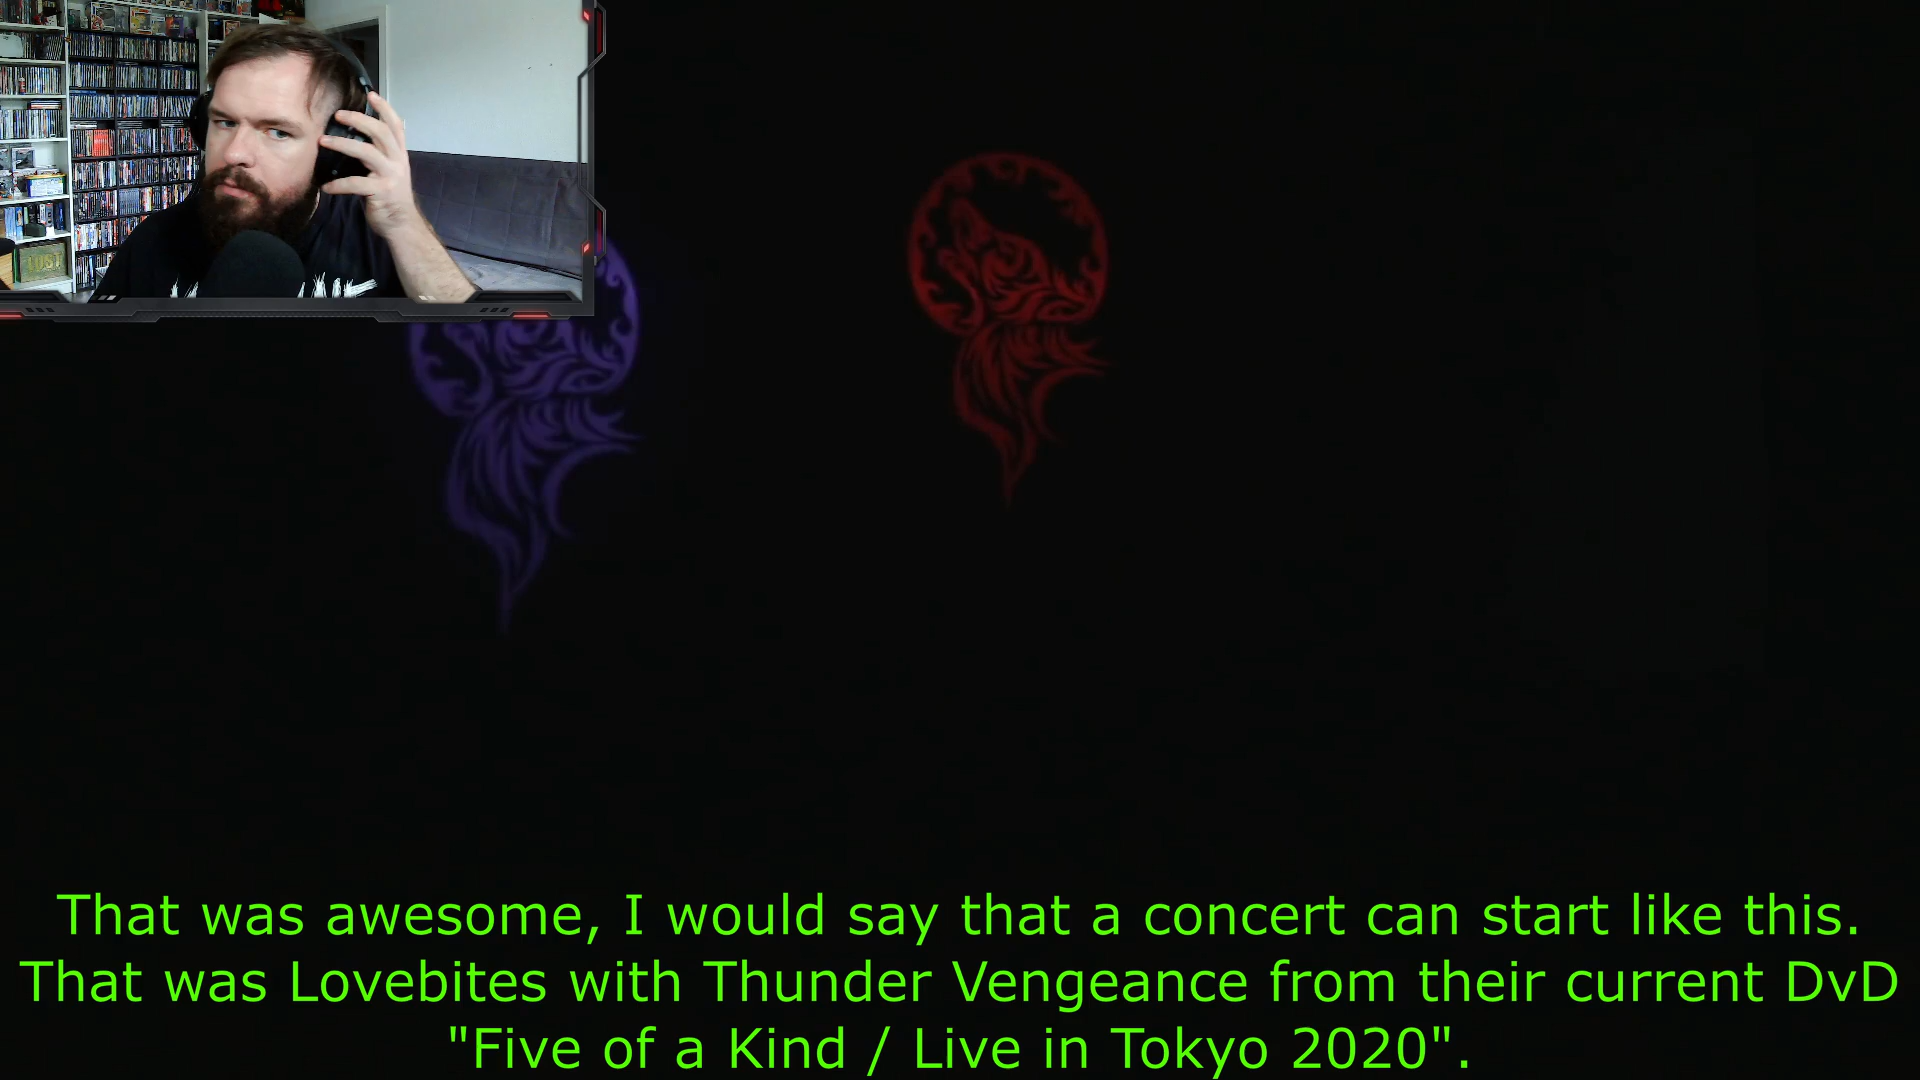 LOST
That was awesome, I would say that a concert can start like this.
That was Lovebites with Thunder Vengeance from their current DvD
"Five of a Kind / Live in Tokyo 2020".